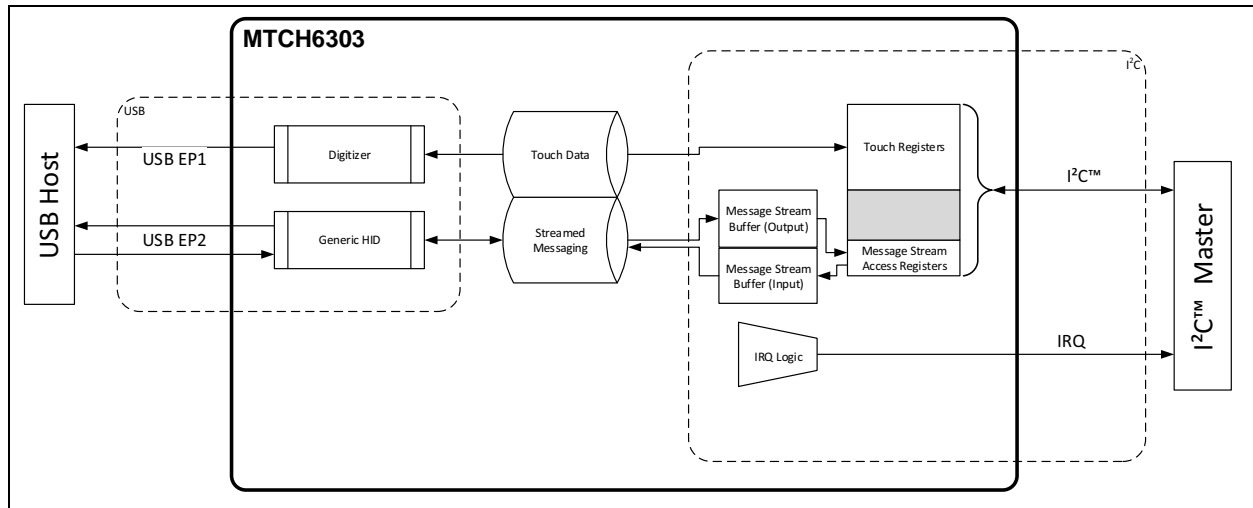 MTCH6303
I²C
USB
USB Host
USB EP1
Digitizer
Touch Data
Touch Registers
I²C™
USB EP2
Generic HID
Streamed
Messaging
Message Stream
Buffer (Output)
Message Stream
Buffer (Input)
Message Stream
Access Registers
IRQ Logic
IRQ
I²C™ Master